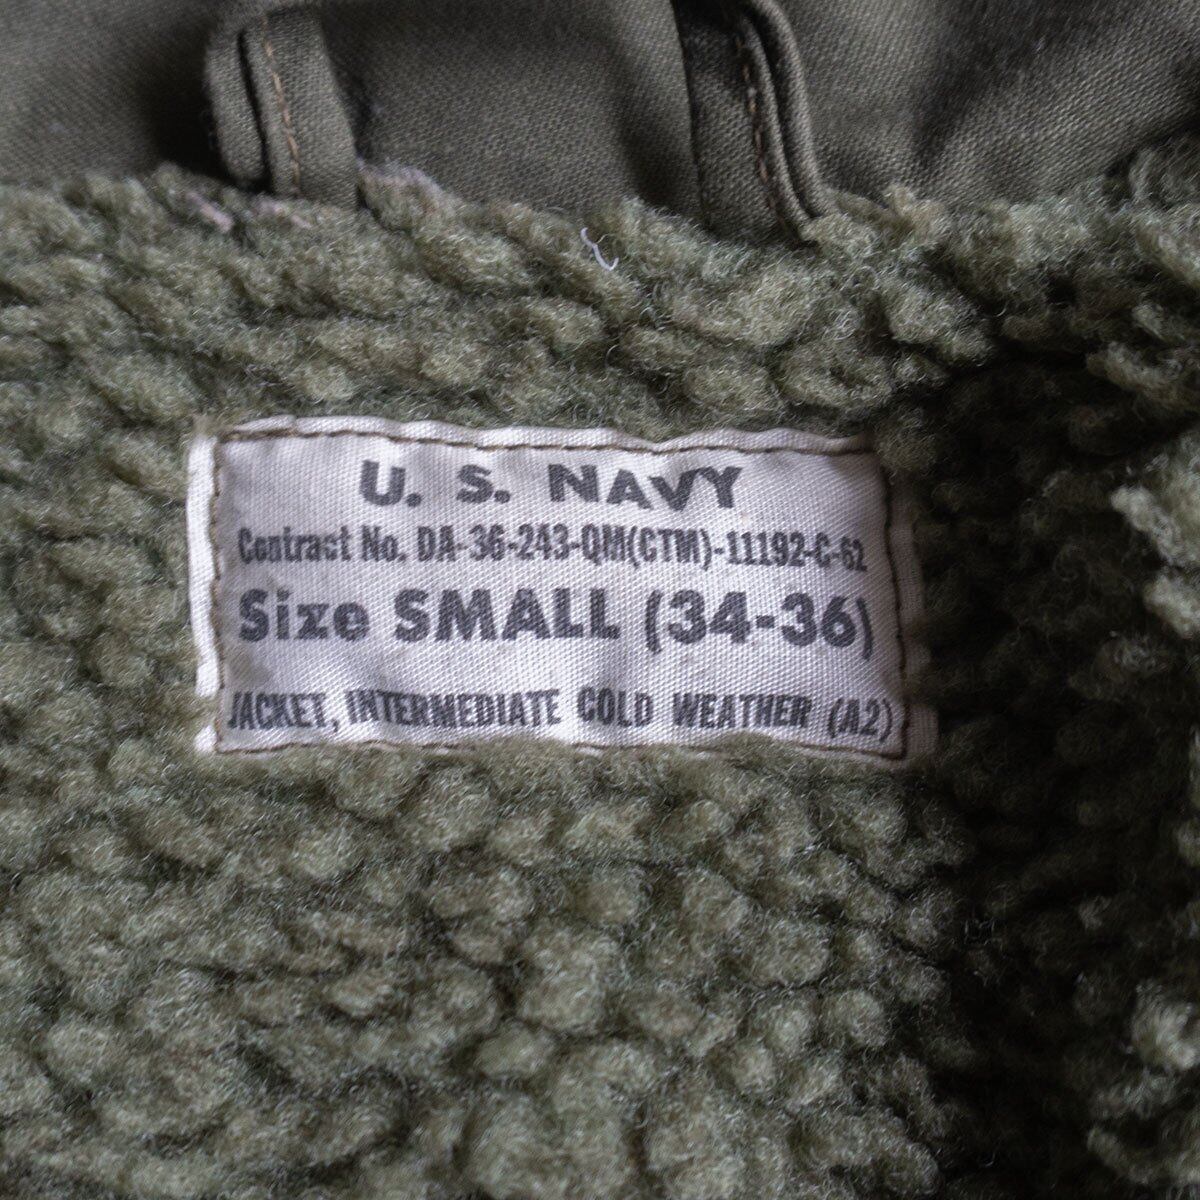 U. S. NAVY
Contract No. DA-36-243-QM(CTM)-11192-C-62
Size SMALL (34-36)
JACKET, INTERMEDIATE COLD WEATHER (A2)